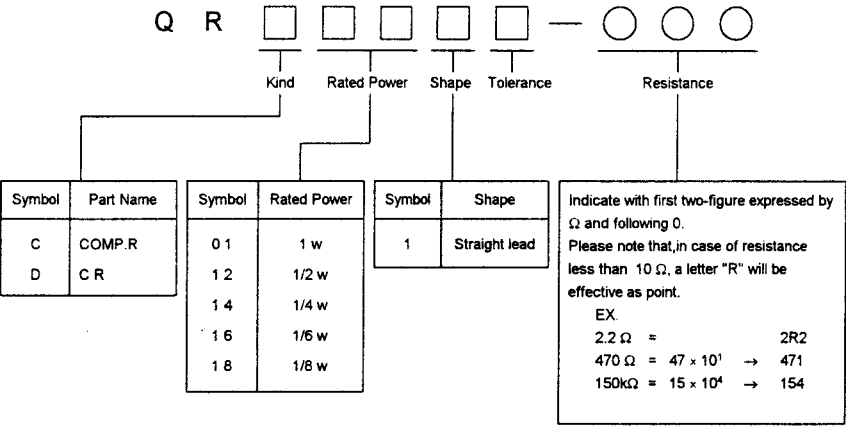 Q R □ □ □ □ □ — ○ ○ ○
Kind Rated Power Shape Tolerance Resistance
Symbol Part Name
C COMP.R
D C R
Symbol Rated Power
0 1 1 w
1 2 1/2 w
1 4 1/4 w
1 6 1/6 w
1 8 1/8 w
Symbol Shape
1 Straight lead
Indicate with first two-figure expressed by
Ω and following 0.
Please note that,in case of resistance
less than 10 Ω, a letter "R" will be
effective as point.
EX.
2.2 Ω = 2R2
470 Ω = 47 × 10¹ → 471
150kΩ = 15 × 10⁴ → 154